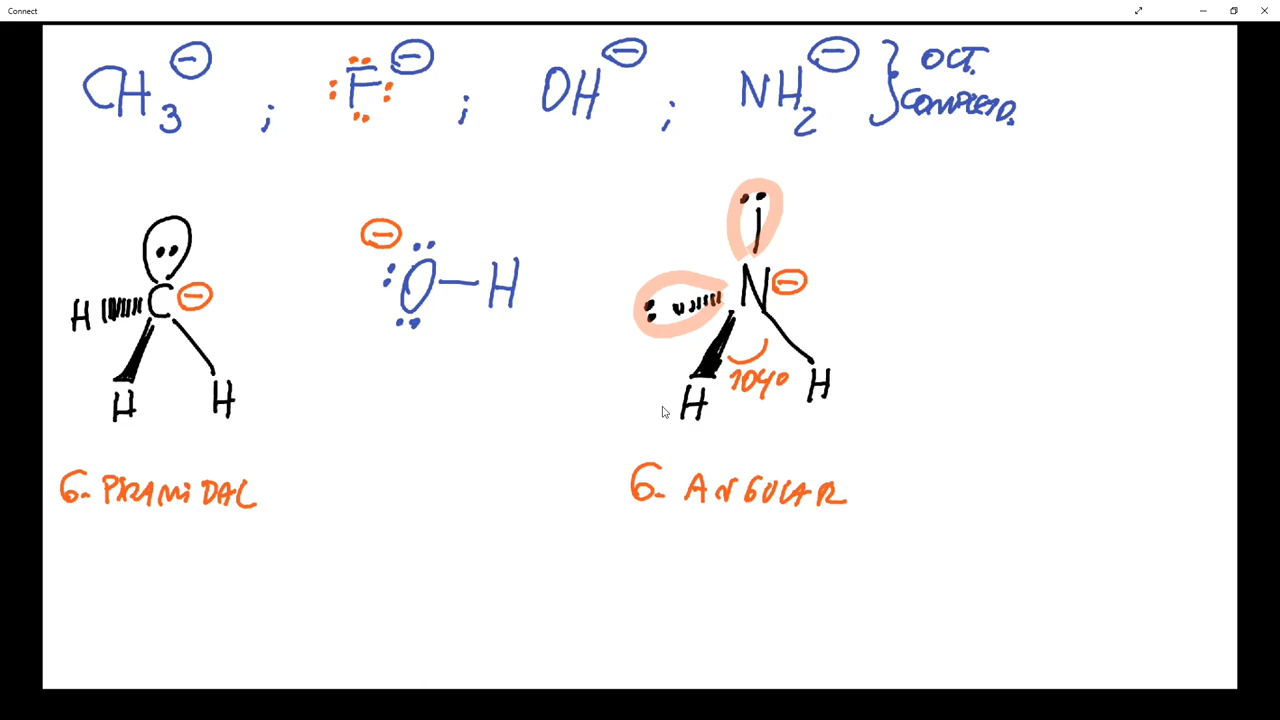 Connect
CH₃⊖ ; F⊖ ; OH⊖ ; NH₂⊖ } OCT.
COMPLETO.
C⊖ H H H
⊖ O—H
N⊖ H H
104°
G. PIRAMIDAL
G. ANGULAR